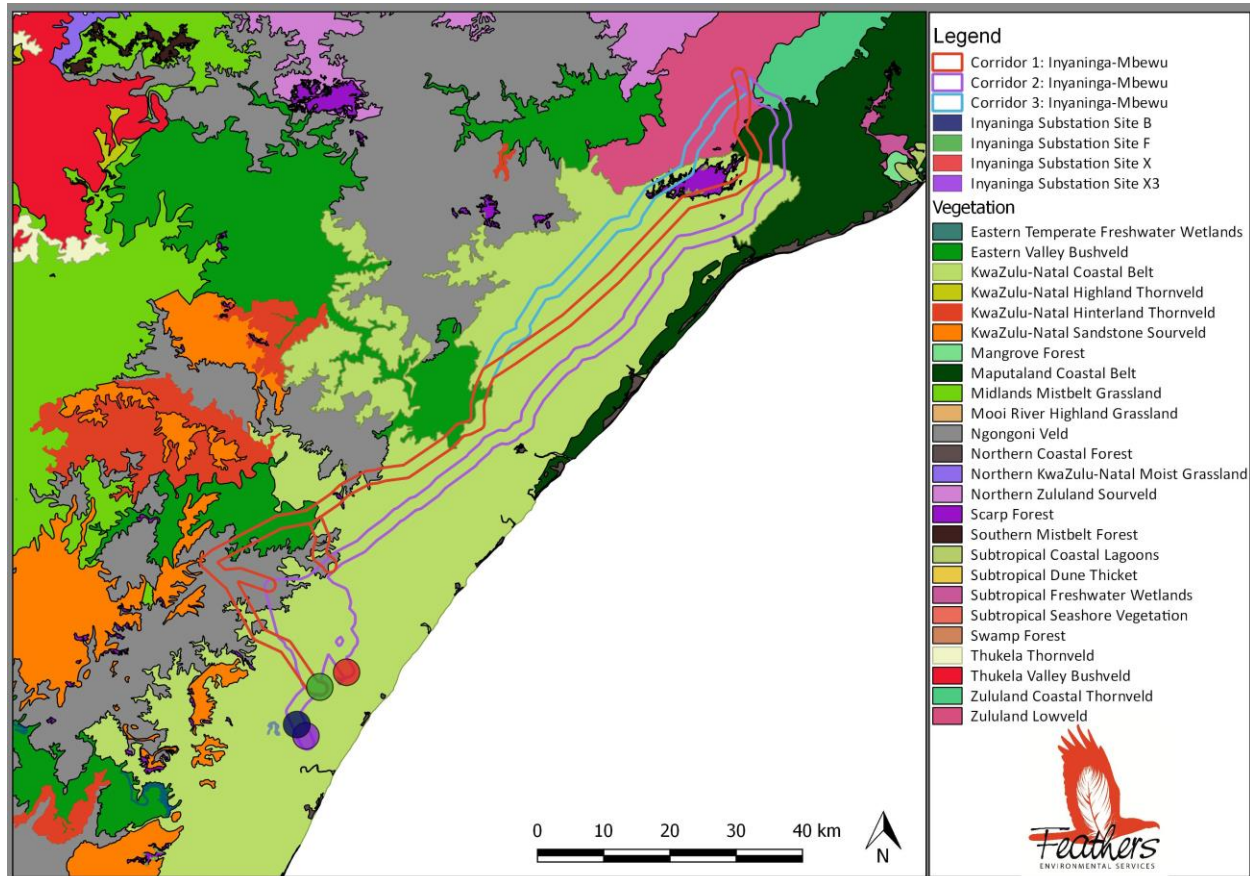 Legend
Corridor 1: Inyaninga-Mbewu
Corridor 2: Inyaninga-Mbewu
Corridor 3: Inyaninga-Mbewu
Inyaninga Substation Site B
Inyaninga Substation Site F
Inyaninga Substation Site X
Inyaninga Substation Site X3
Vegetation
Eastern Temperate Freshwater Wetlands
Eastern Valley Bushveld
KwaZulu-Natal Coastal Belt
KwaZulu-Natal Highland Thornveld
KwaZulu-Natal Hinterland Thornveld
KwaZulu-Natal Sandstone Sourveld
Mangrove Forest
Maputaland Coastal Belt
Midlands Mistbelt Grassland
Mooi River Highland Grassland
Ngongoni Veld
Northern Coastal Forest
Northern KwaZulu-Natal Moist Grassland
Northern Zululand Sourveld
Scarp Forest
Southern Mistbelt Forest
Subtropical Coastal Lagoons
Subtropical Dune Thicket
Subtropical Freshwater Wetlands
Subtropical Seashore Vegetation
Swamp Forest
Thukela Thornveld
Thukela Valley Bushveld
Zululand Coastal Thornveld
Zululand Lowveld
0 10 20 30 40 km
N
Feathers
ENVIRONMENTAL SERVICES